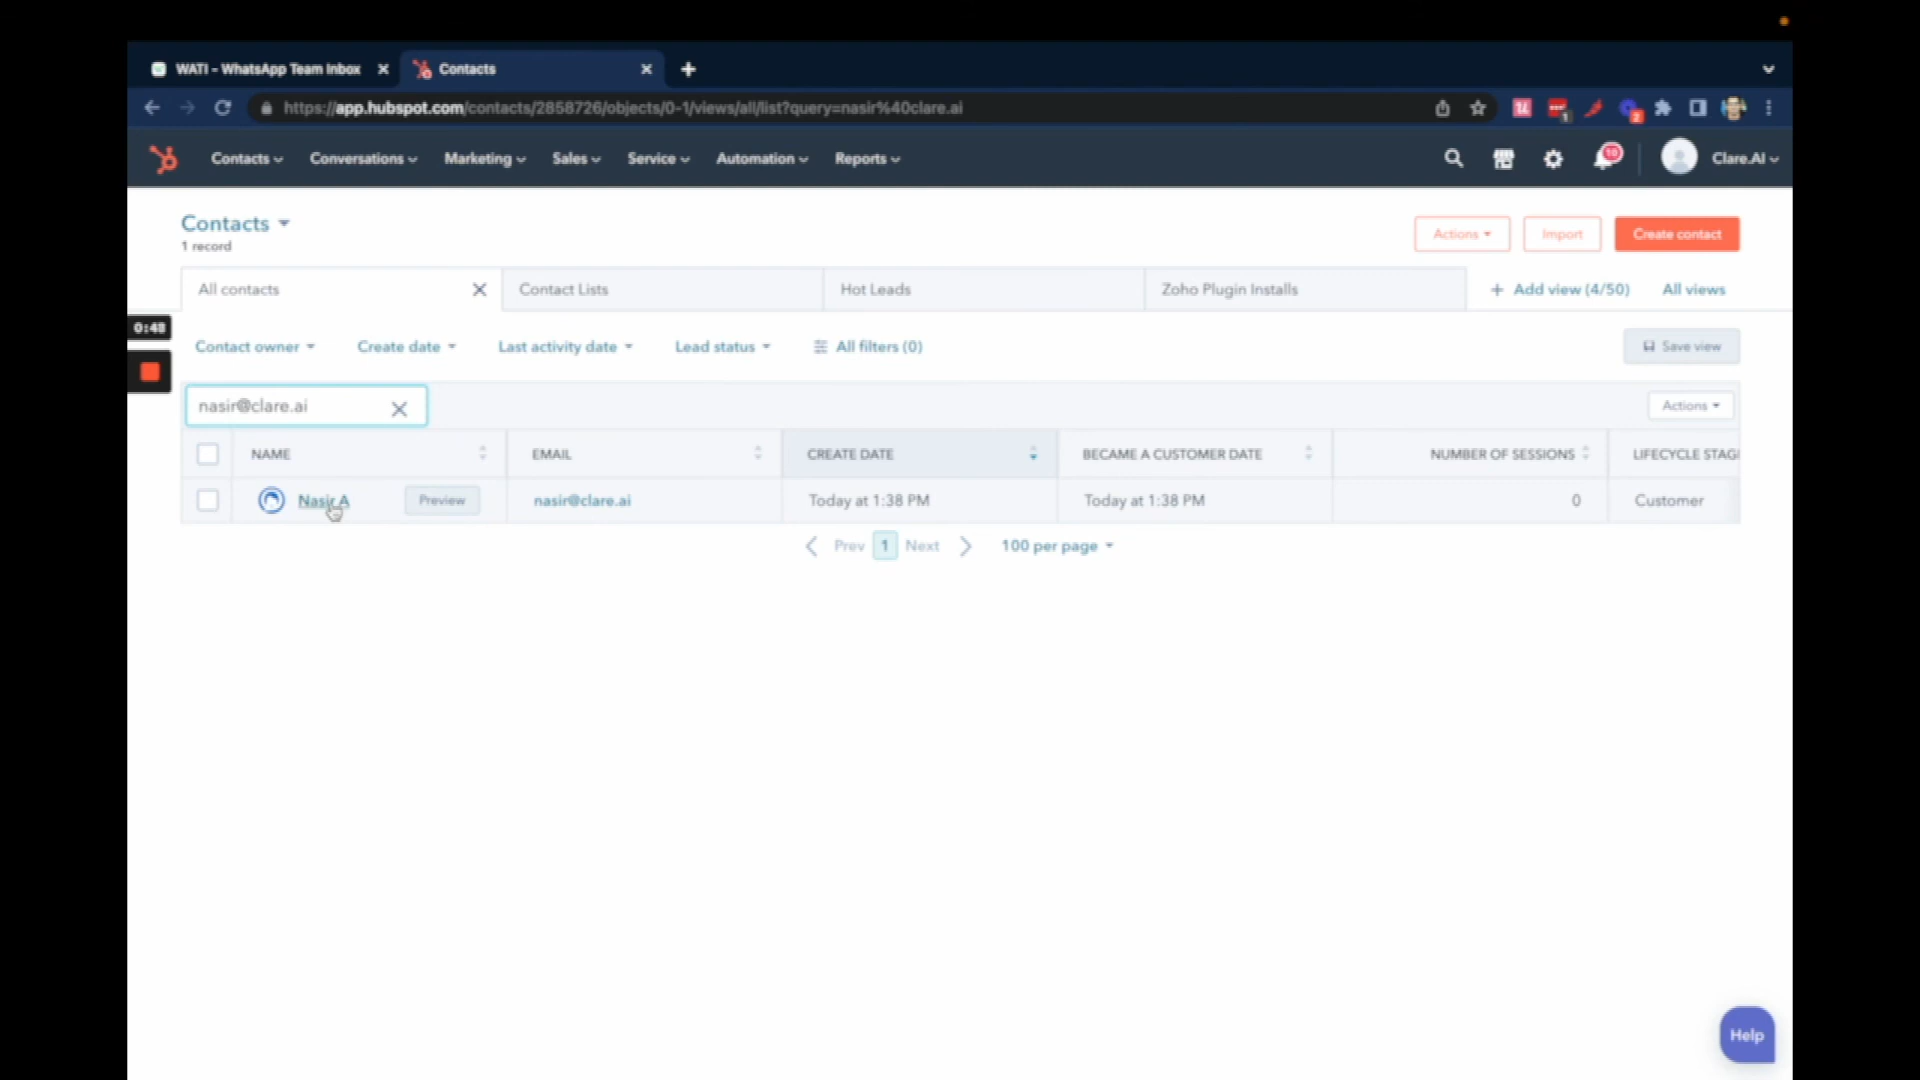 WATI - WhatsApp Team Inbox
Contacts
https://app.hubspot.com/contacts/2858726/objects/0-1/views/all/list?query=nasir%40clare.ai
1
2
Contacts Conversations Marketing Sales Service Automation Reports
10
Clare.AI
Contacts
1 record
Actions
Import
Create contact
All contacts
Contact Lists
Hot Leads
Zoho Plugin Installs
+ Add view (4/50)
All views
0:48
Contact owner
Create date
Last activity date
Lead status
All filters (0)
Save view
nasir@clare.ai
Actions
NAME EMAIL CREATE DATE BECAME A CUSTOMER DATE NUMBER OF SESSIONS LIFECYCLE STAG
Nasir A Preview nasir@clare.ai Today at 1:38 PM Today at 1:38 PM 0 Customer
Prev 1 Next 100 per page
Help